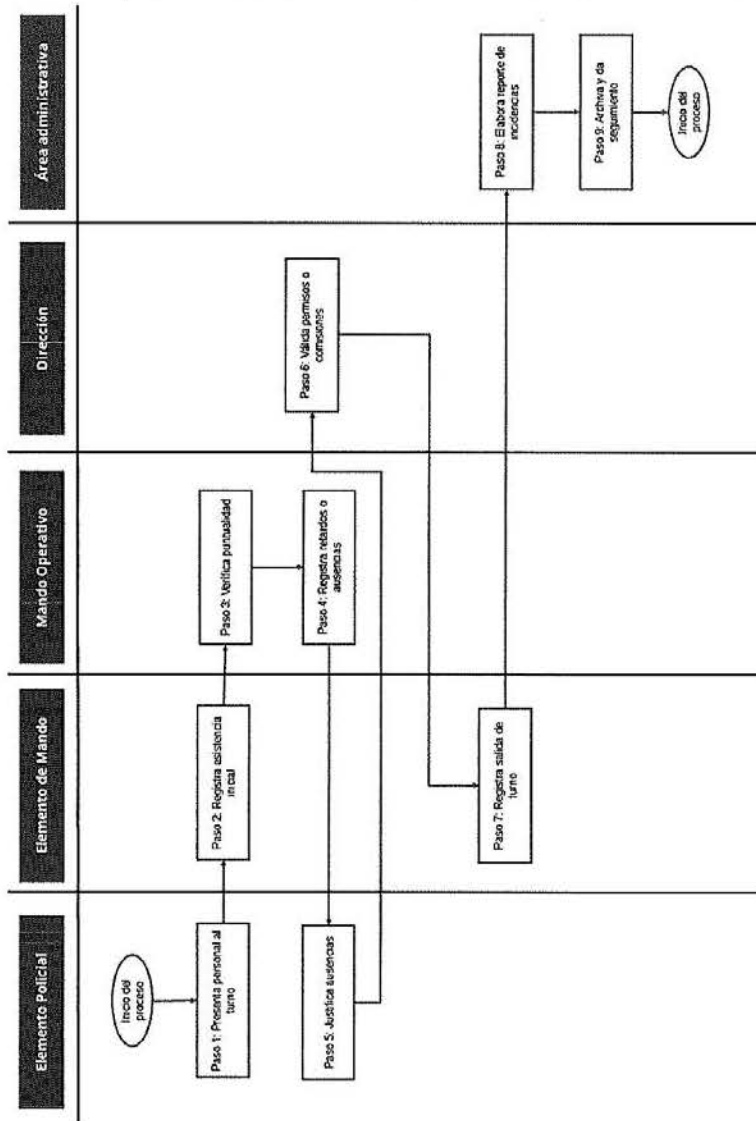 Elemento Policial
Elemento de Mando
Mando Operativo
Dirección
Área administrativa
Inicio del
proceso
Paso 1: Presenta personal al
turno
Paso 2: Registra asistencia
inicial
Paso 3: Verifica puntualidad
Paso 4: Registra retardos o
ausencias
Paso 5: Justifica ausencias
Paso 6: Válida permisos o
comisiones
Paso 7: Registra salida de
turno
Paso 8: Elabora reporte de
incidencias
Paso 9: Archiva y da
seguimiento
Inicio del
proceso